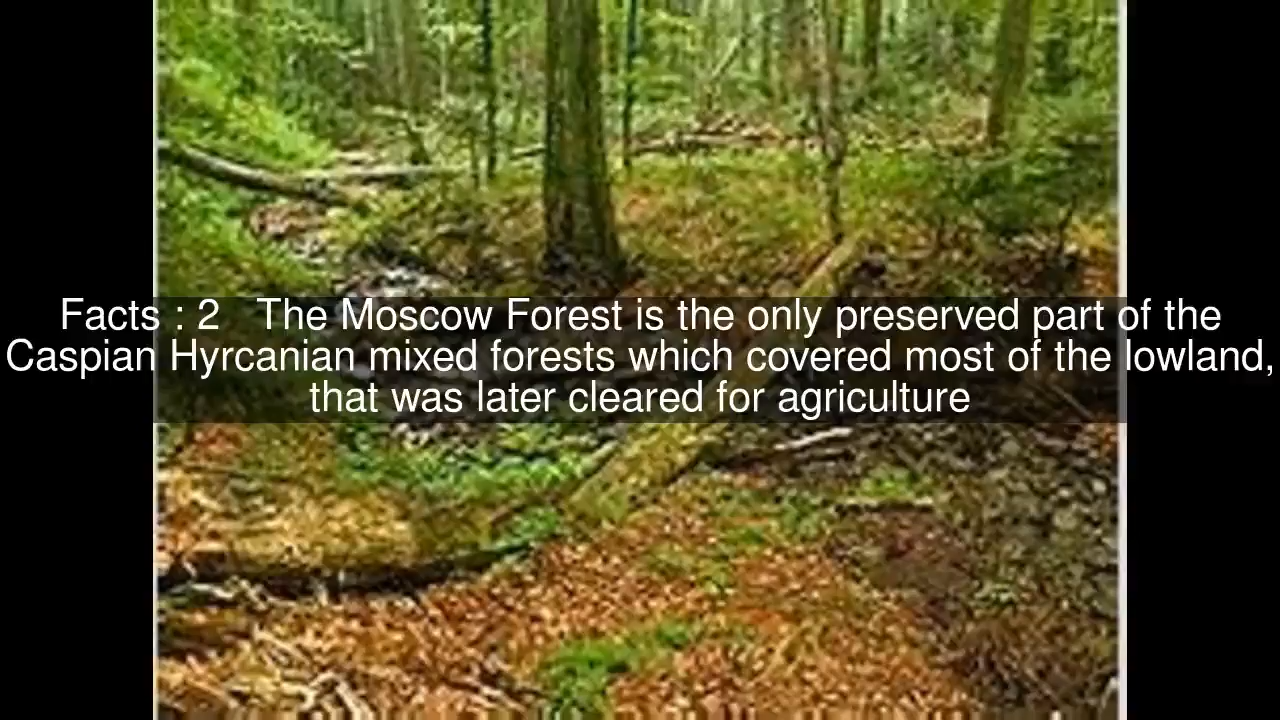 Facts : 2 The Moscow Forest is the only preserved part of the
Caspian Hyrcanian mixed forests which covered most of the lowland,
that was later cleared for agriculture